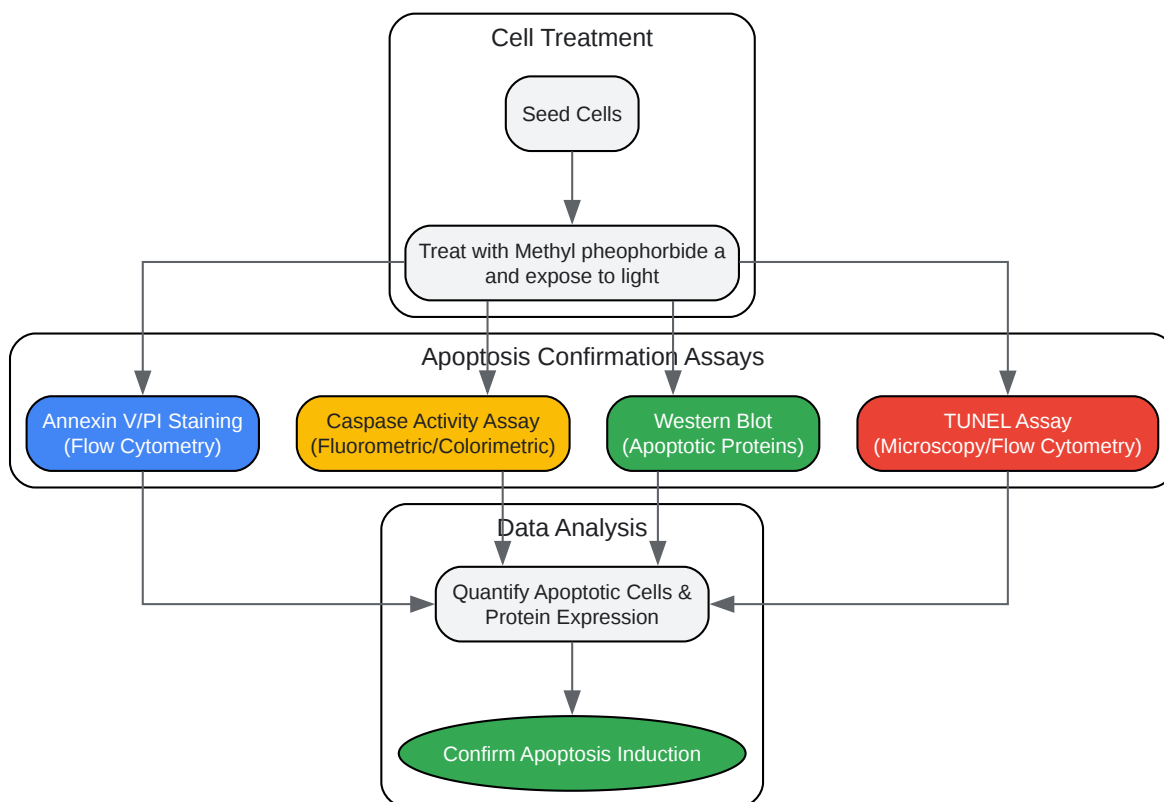 Cell Treatment
Seed Cells
Treat with Methyl pheophorbide a
and expose to light
Apoptosis Confirmation Assays
Annexin V/PI Staining
(Flow Cytometry)
Caspase Activity Assay
(Fluorometric/Colorimetric)
Western Blot
(Apoptotic Proteins)
TUNEL Assay
(Microscopy/Flow Cytometry)
Data Analysis
Quantify Apoptotic Cells &
Protein Expression
Confirm Apoptosis Induction